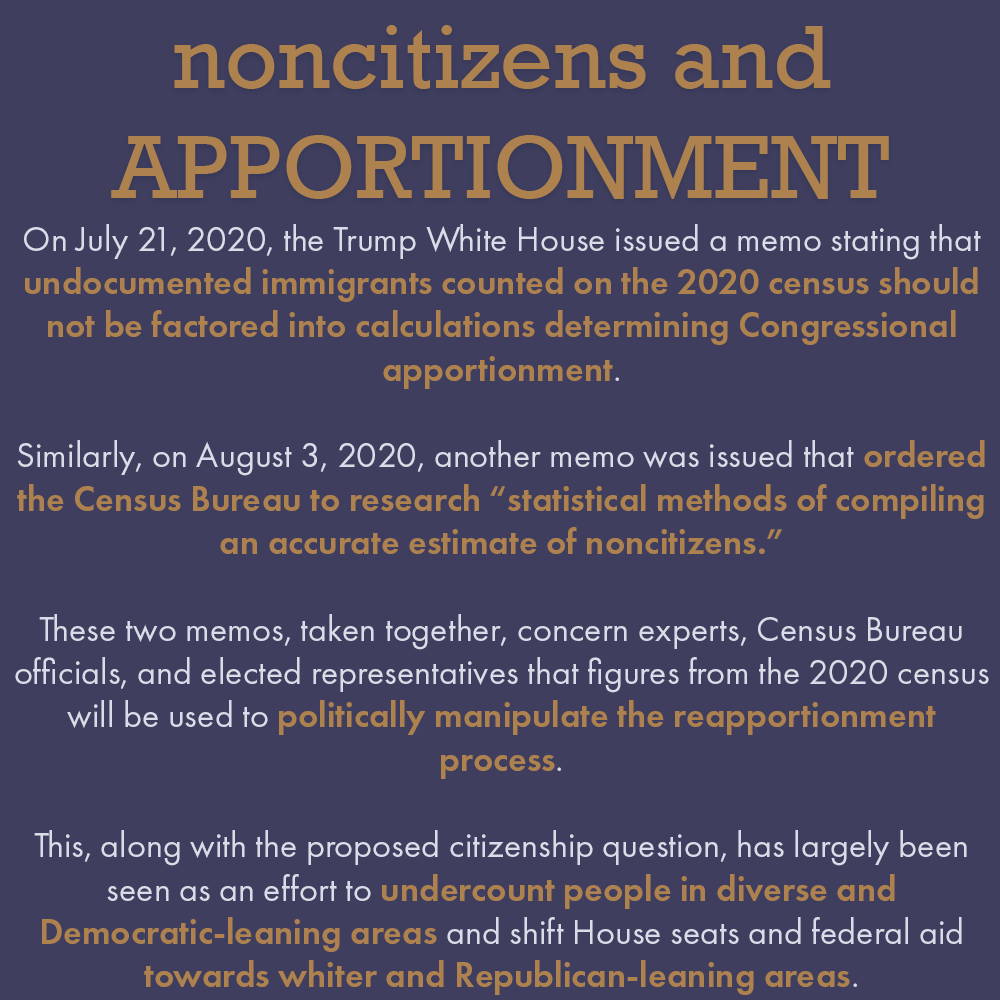 noncitizens and
APPORTIONMENT
On July 21, 2020, the Trump White House issued a memo stating that
undocumented immigrants counted on the 2020 census should
not be factored into calculations determining Congressional
apportionment.
Similarly, on August 3, 2020, another memo was issued that ordered
the Census Bureau to research “statistical methods of compiling
an accurate estimate of noncitizens.”
These two memos, taken together, concern experts, Census Bureau
officials, and elected representatives that figures from the 2020 census
will be used to politically manipulate the reapportionment
process.
This, along with the proposed citizenship question, has largely been
seen as an effort to undercount people in diverse and
Democratic-leaning areas and shift House seats and federal aid
towards whiter and Republican-leaning areas.